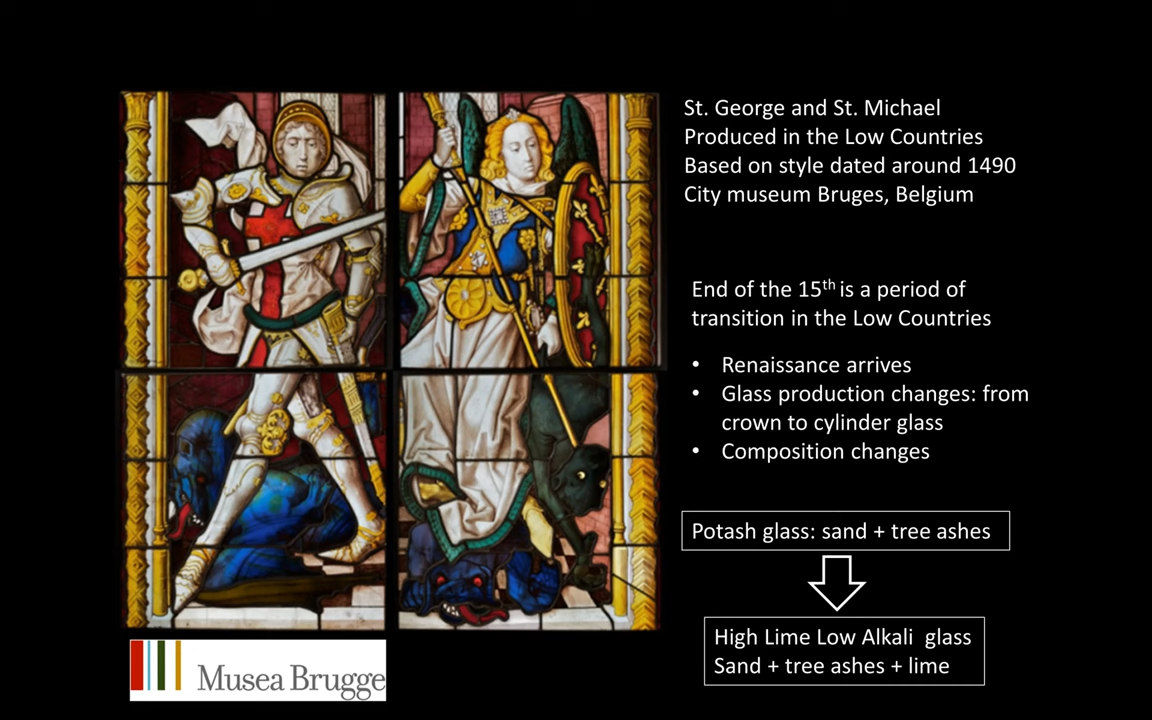 St. George and St. Michael
Produced in the Low Countries
Based on style dated around 1490
City museum Bruges, Belgium
End of the 15th is a period of
transition in the Low Countries
• Renaissance arrives
• Glass production changes: from
crown to cylinder glass
• Composition changes
Potash glass: sand + tree ashes
High Lime Low Alkali glass
Sand + tree ashes + lime
Musea Brugge